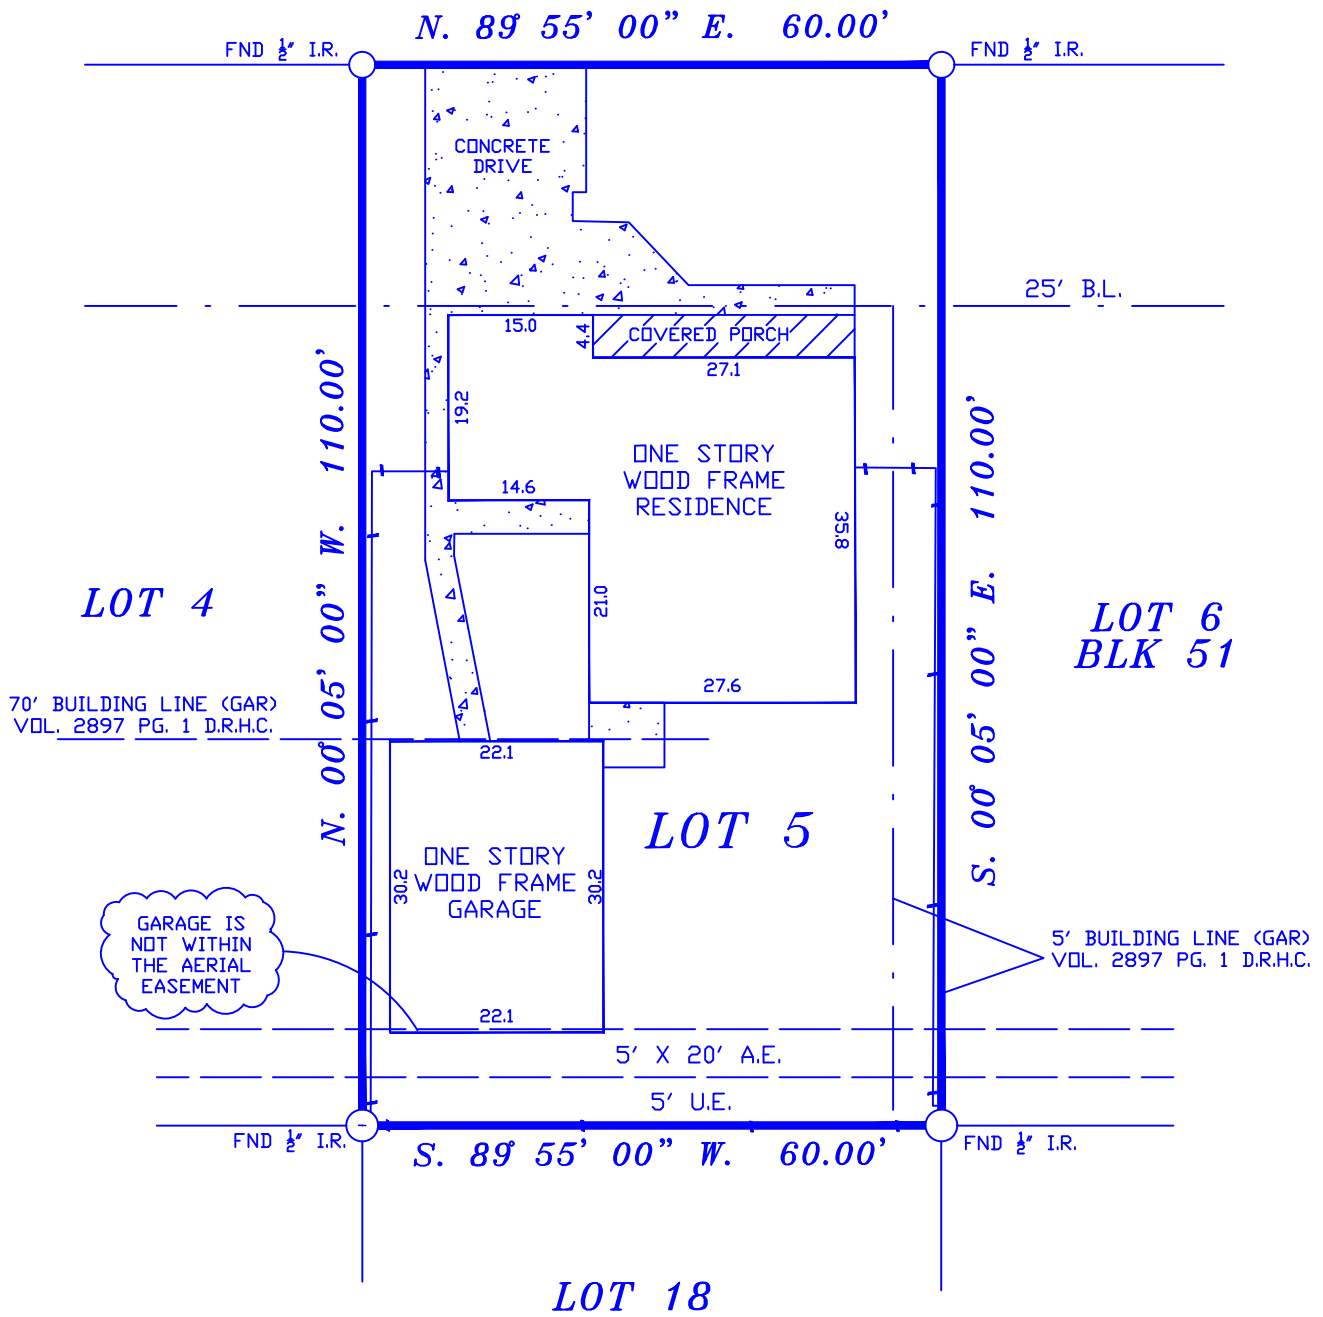 N. 89° 55' 00" E. 60.00'
FND ½" I.R.
FND ½" I.R.
CONCRETE
DRIVE
25' B.L.
15.0
4.4
COVERED PORCH
27.1
N. 00° 05' 00" W. 110.00'
19.2
14.6
ONE STORY
WOOD FRAME
RESIDENCE
35.8
S. 00° 05' 00" E. 110.00'
21.0
LOT 4
LOT 6
BLK 51
27.6
70' BUILDING LINE (GAR)
VOL. 2897 PG. 1 D.R.H.C.
22.1
LOT 5
ONE STORY
WOOD FRAME
GARAGE
30.2
30.2
GARAGE IS
NOT WITHIN
THE AERIAL
EASEMENT
5' BUILDING LINE (GAR)
VOL. 2897 PG. 1 D.R.H.C.
22.1
5' X 20' A.E.
5' U.E.
FND ½" I.R.
S. 89° 55' 00" W. 60.00'
FND ½" I.R.
LOT 18